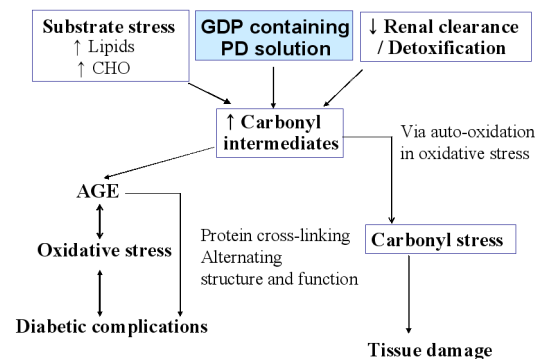 Substrate stress
↑ Lipids
↑ CHO
GDP containing
PD solution
↓ Renal clearance
/ Detoxification
↑ Carbonyl
intermediates
Via auto-oxidation
in oxidative stress
AGE
Oxidative stress
Protein cross-linking
Alternating
structure and function
Carbonyl stress
Diabetic complications
Tissue damage